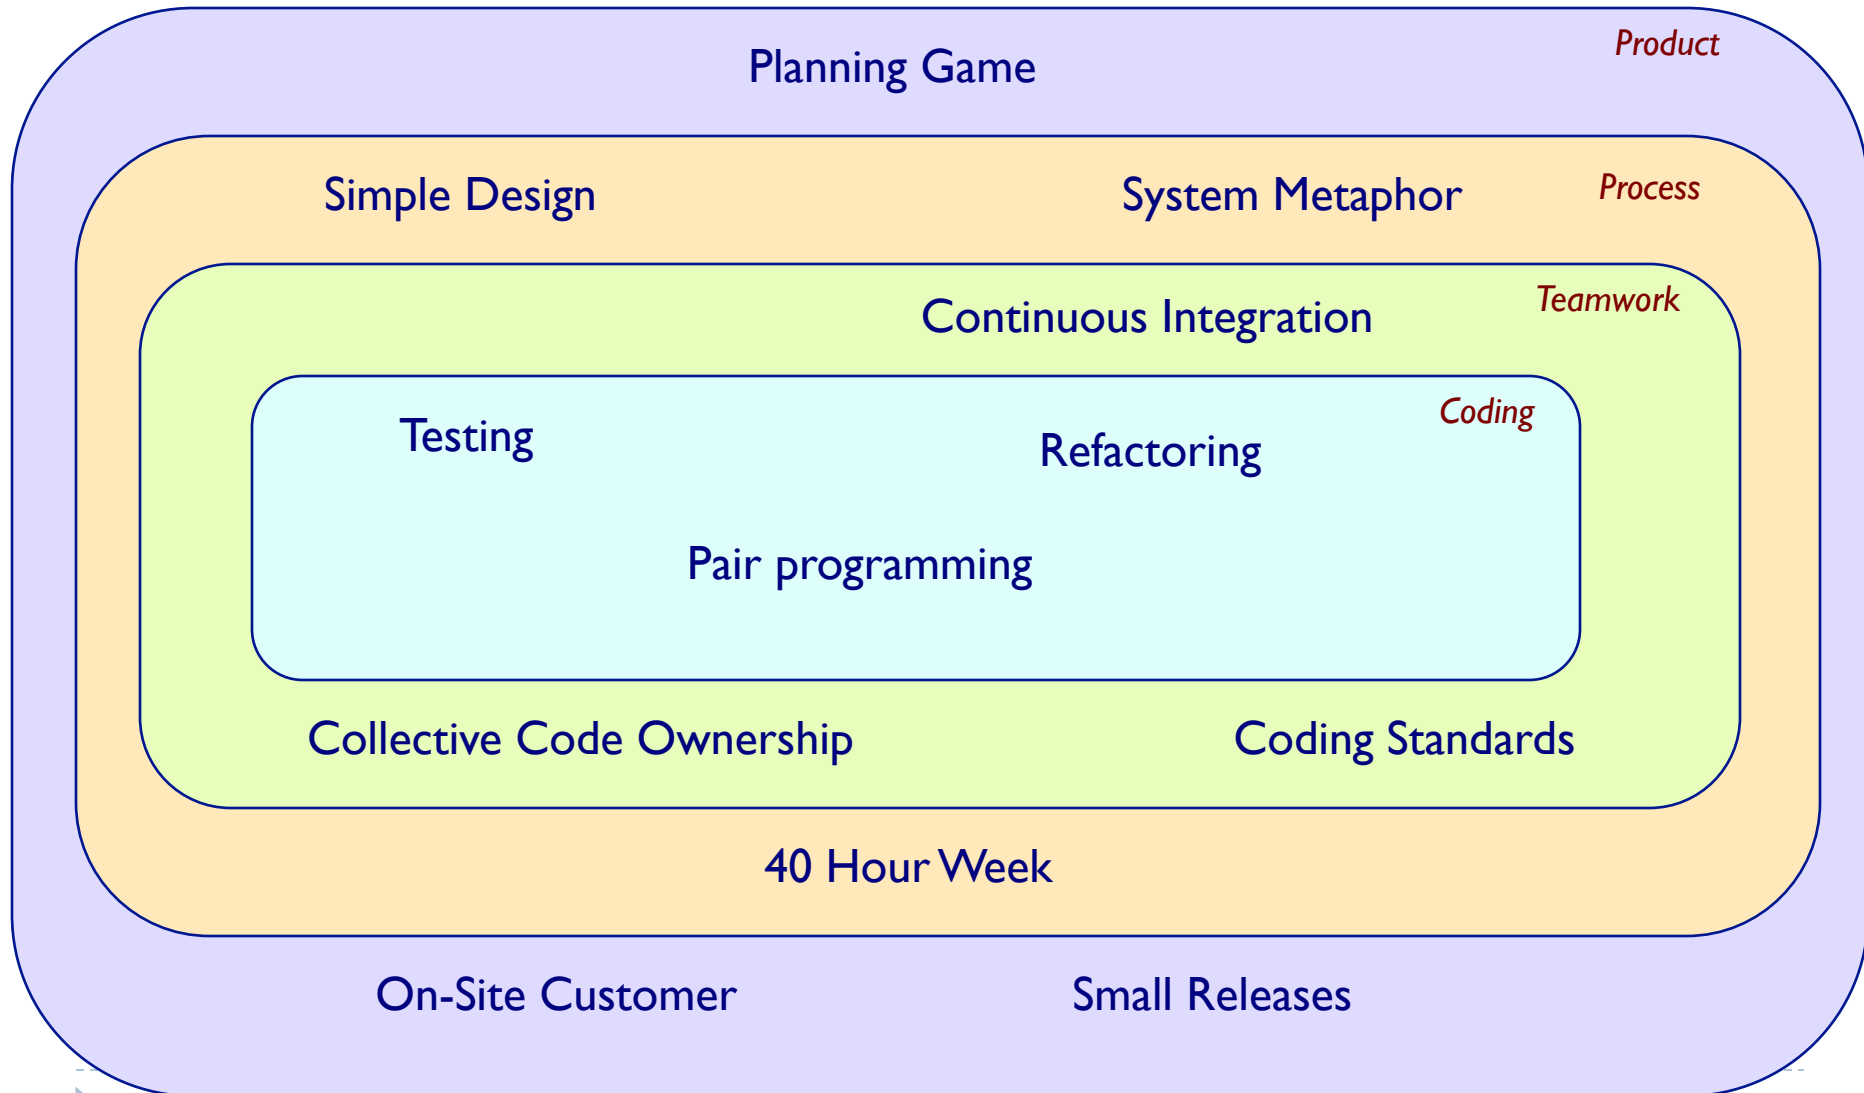 Product
Planning Game
Simple Design
System Metaphor
Process
Teamwork
Continuous Integration
Coding
Testing
Refactoring
Pair programming
Collective Code Ownership
Coding Standards
40 Hour Week
On-Site Customer
Small Releases